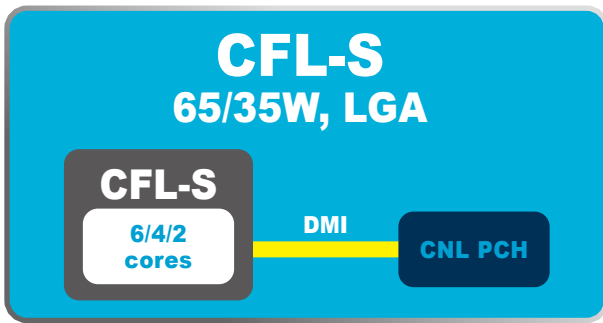 CFL-S
65/35W, LGA
CFL-S
6/4/2
cores
DMI
CNL PCH